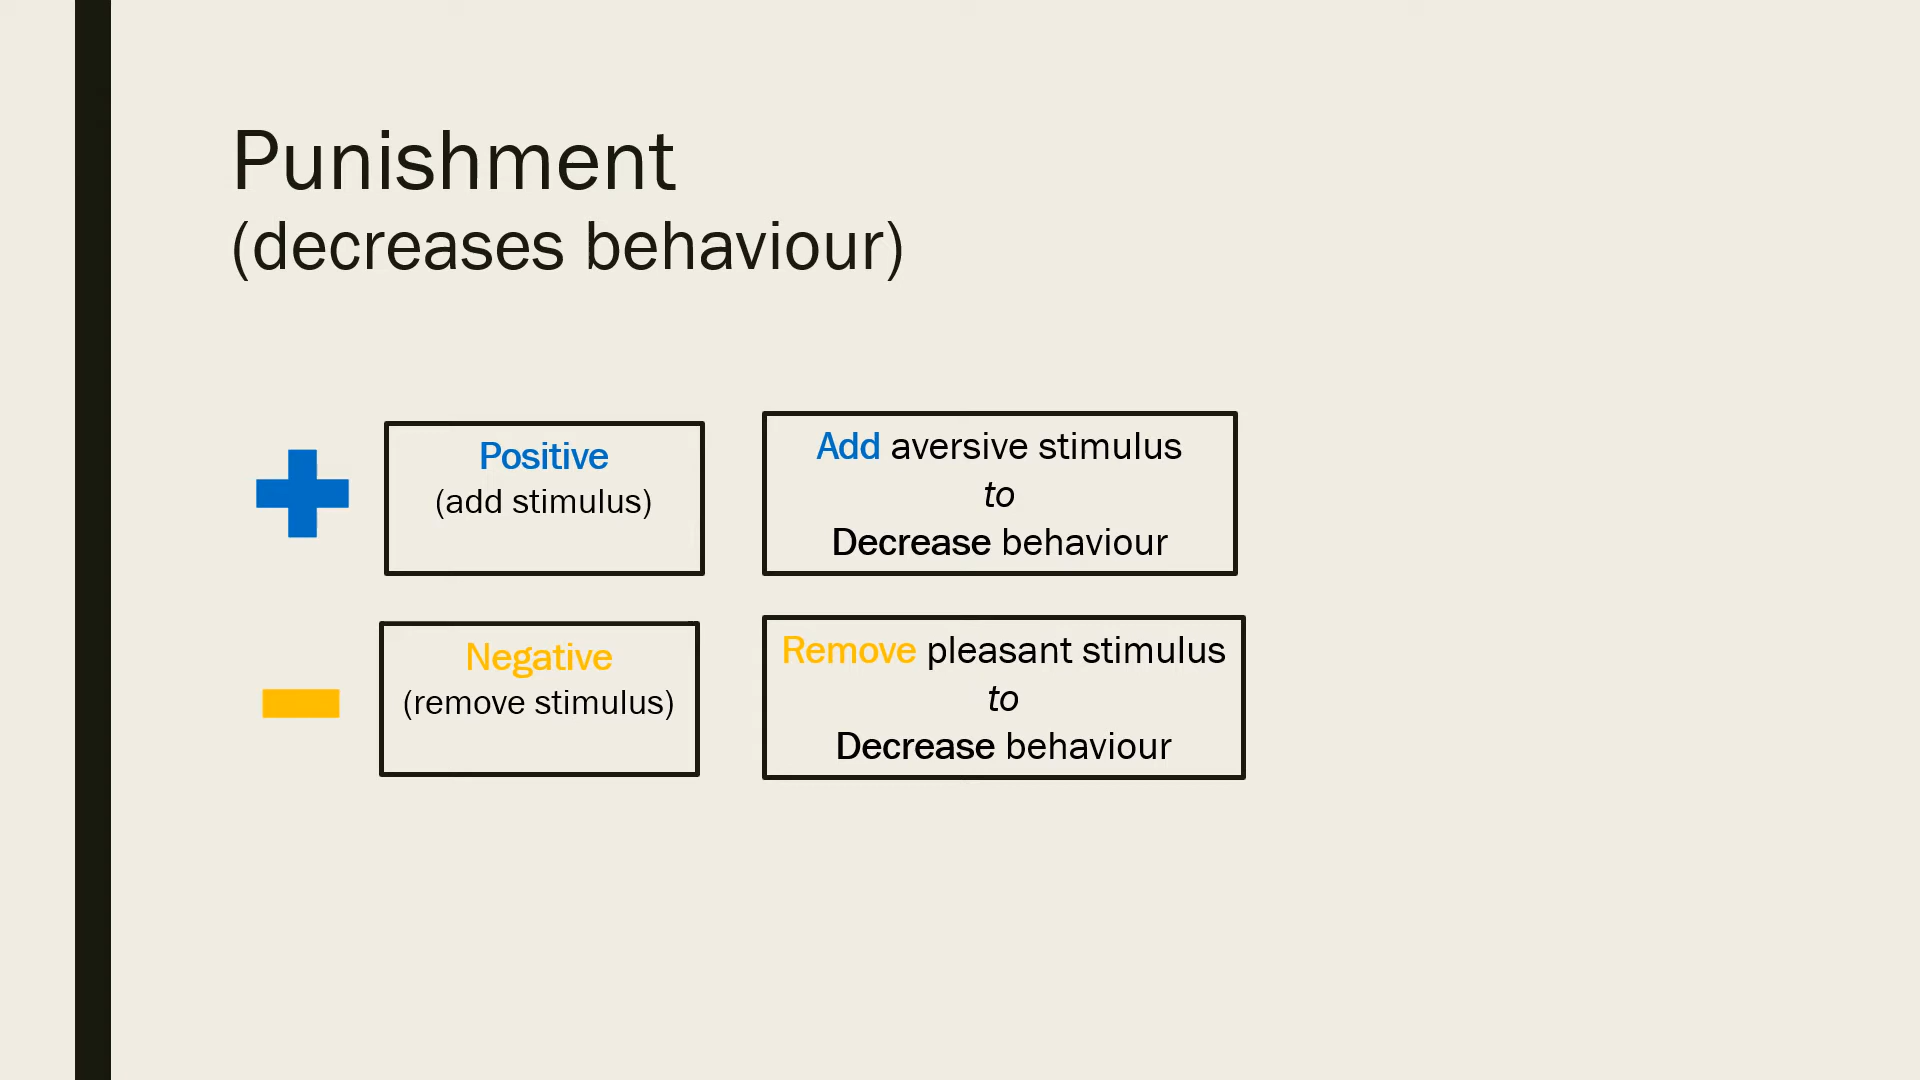 Punishment
(decreases behaviour)
Positive
(add stimulus)
Add aversive stimulus
to
Decrease behaviour
Negative
(remove stimulus)
Remove pleasant stimulus
to
Decrease behaviour